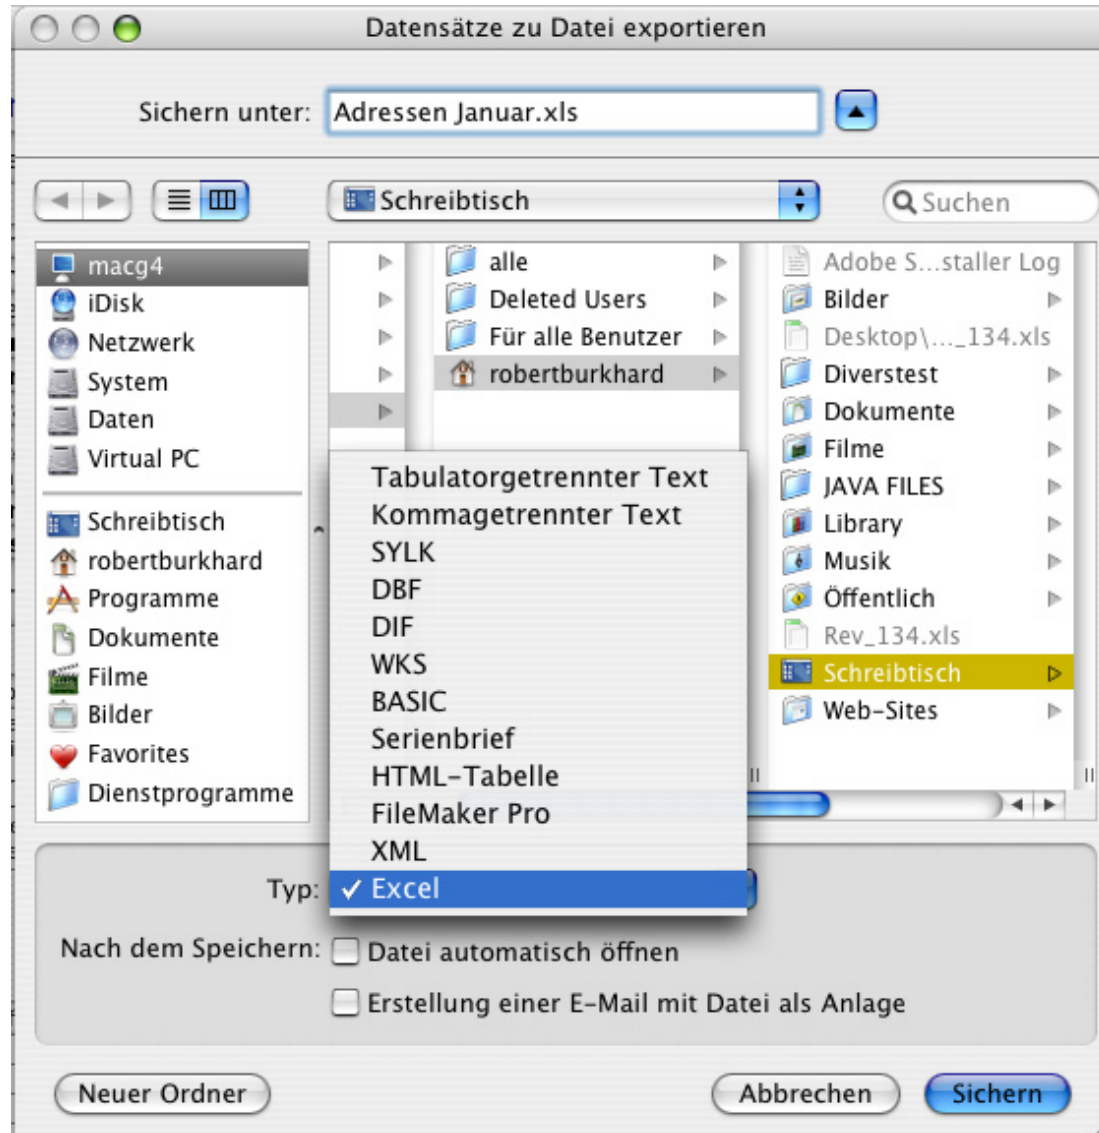 Datensätze zu Datei exportieren
Sichern unter: Adressen Januar.xls
Schreibtisch
Suchen
macg4
iDisk
Netzwerk
System
Daten
Virtual PC
Schreibtisch
robertburkhard
Programme
Dokumente
Filme
Bilder
Favorites
Dienstprogramme
alle
Deleted Users
Für alle Benutzer
robertburkhard
Adobe S...staller Log
Bilder
Desktop\..._134.xls
Diverstest
Dokumente
Filme
JAVA FILES
Library
Musik
Öffentlich
Rev_134.xls
Schreibtisch
Web-Sites
Tabulatorgetrennter Text
Kommagetrennter Text
SYLK
DBF
DIF
WKS
BASIC
Serienbrief
HTML-Tabelle
FileMaker Pro
XML
Typ: ✓ Excel
Nach dem Speichern: Datei automatisch öffnen
Erstellung einer E-Mail mit Datei als Anlage
Neuer Ordner
Abbrechen
Sichern